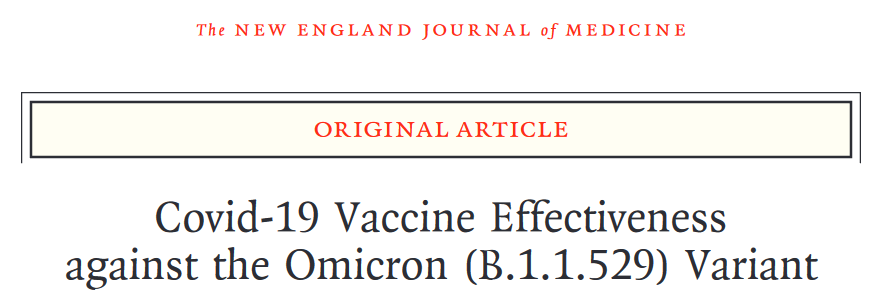 The NEW ENGLAND JOURNAL of MEDICINE
ORIGINAL ARTICLE
Covid-19 Vaccine Effectiveness
against the Omicron (B.1.1.529) Variant